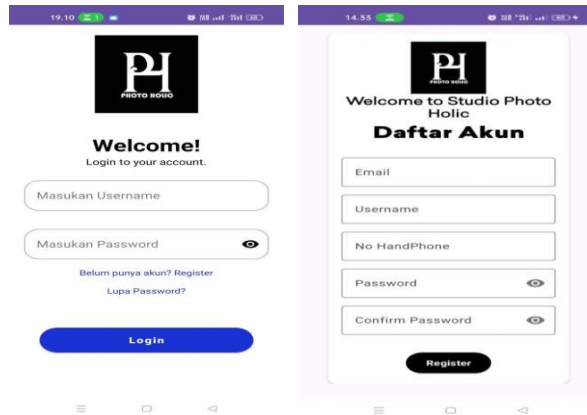 19.10
PH
PHOTO HOLIC
Welcome!
Login to your account.
Masukan Username
Masukan Password
Belum punya akun? Register
Lupa Password?
Login
14.35
PH
PHOTO HOLIC
Welcome to Studio Photo
Holic
Daftar Akun
Email
Username
No HandPhone
Password
Confirm Password
Register